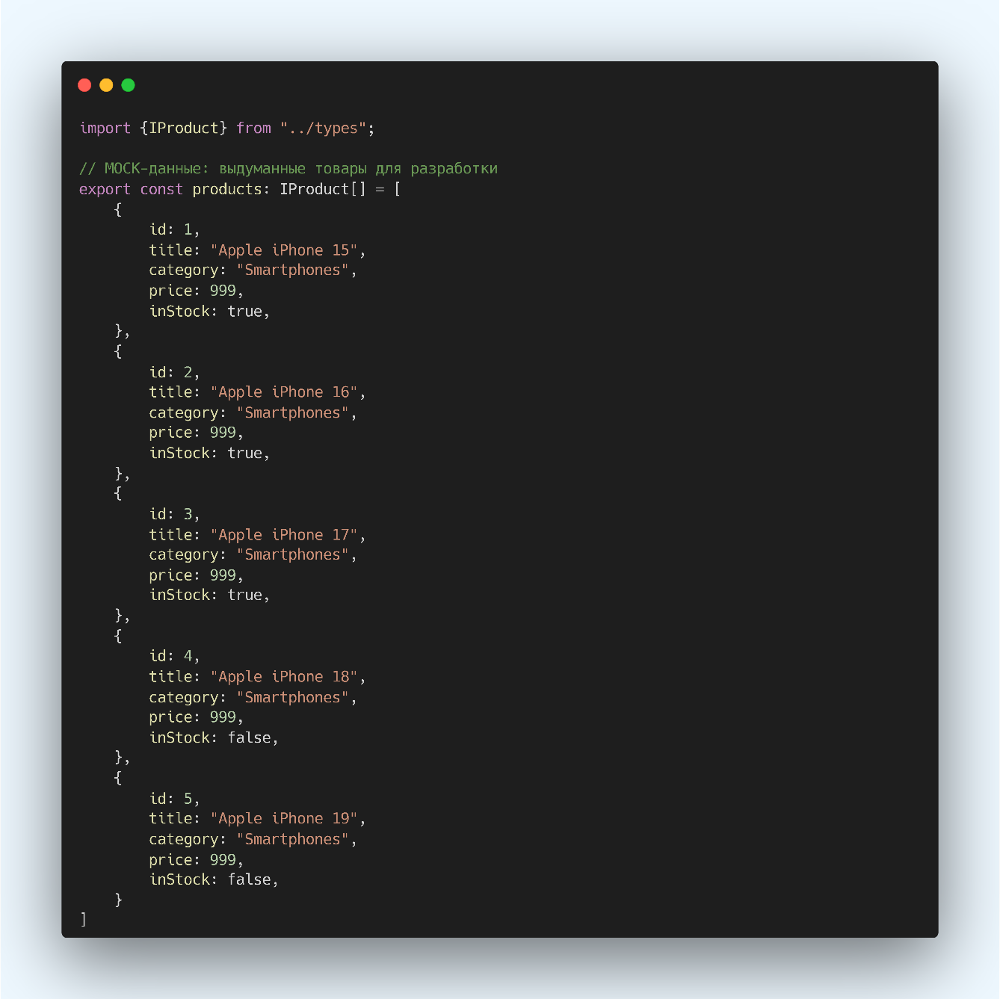 import {IProduct} from "../types";

// МОСК-данные: выдуманные товары для разработки
export const products: IProduct[] = [
    {
        id: 1,
        title: "Apple iPhone 15",
        category: "Smartphones",
        price: 999,
        inStock: true,
    },
    {
        id: 2,
        title: "Apple iPhone 16",
        category: "Smartphones",
        price: 999,
        inStock: true,
    },
    {
        id: 3,
        title: "Apple iPhone 17",
        category: "Smartphones",
        price: 999,
        inStock: true,
    },
    {
        id: 4,
        title: "Apple iPhone 18",
        category: "Smartphones",
        price: 999,
        inStock: false,
    },
    {
        id: 5,
        title: "Apple iPhone 19",
        category: "Smartphones",
        price: 999,
        inStock: false,
    }
]